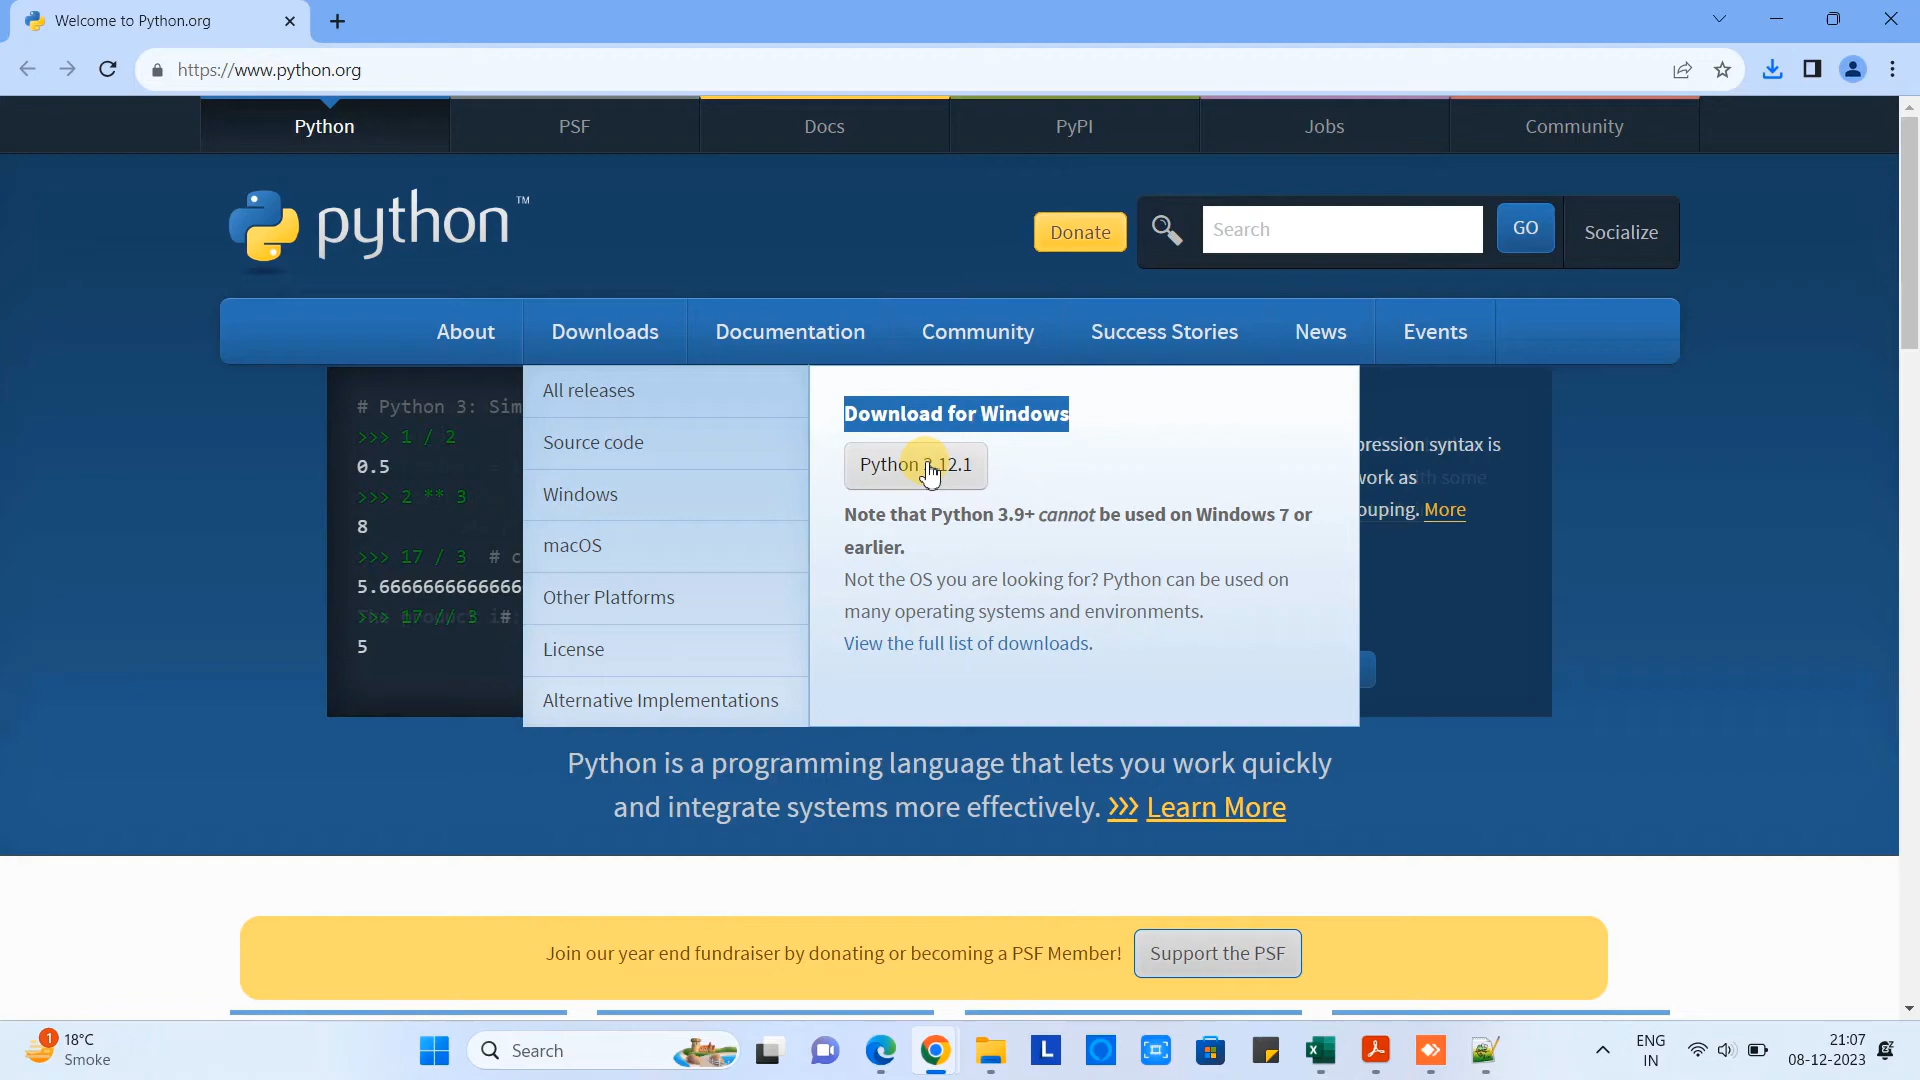 Welcome to Python.org
https://www.python.org
Python
PSF
Docs
PyPI
Jobs
Community
python™
Donate
Search
GO
Socialize
About
Downloads
Documentation
Community
Success Stories
News
Events
# Python 3: Sim
>>> 1 / 2
0.5
>>> 2 ** 3
8
>>> 17 / 3 # c
5.6666666666666
>>> 17 // 3 #
5
All releases
Source code
Windows
macOS
Other Platforms
License
Alternative Implementations
Download for Windows
Python 3.12.1
Note that Python 3.9+ cannot be used on Windows 7 or
earlier.
Not the OS you are looking for? Python can be used on
many operating systems and environments.
View the full list of downloads.
pression syntax is
work as
ouping. More
Python is a programming language that lets you work quickly
and integrate systems more effectively. >>> Learn More
Join our year end fundraiser by donating or becoming a PSF Member!
Support the PSF
1
18°C
Smoke
Search
L
ENG
IN
21:07
08-12-2023